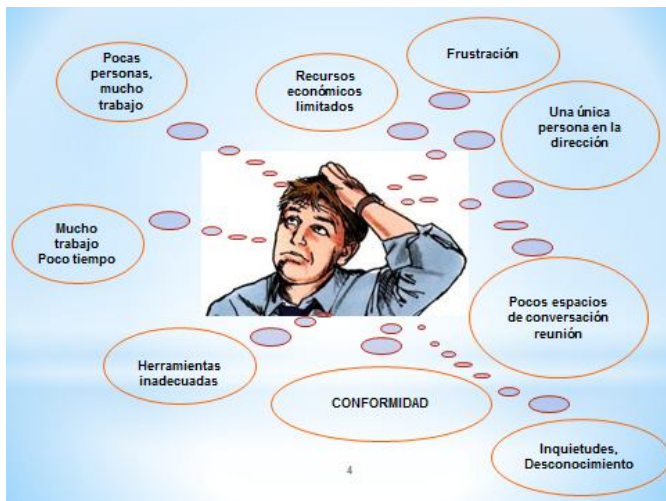 Pocas
personas,
mucho
trabajo
Recursos
económicos
limitados
Frustración
Una única
persona en la
dirección
Mucho
trabajo
Poco tiempo
Pocos espacios
de conversación
reunión
Herramientas
inadecuadas
CONFORMIDAD
Inquietudes,
Desconocimiento
4